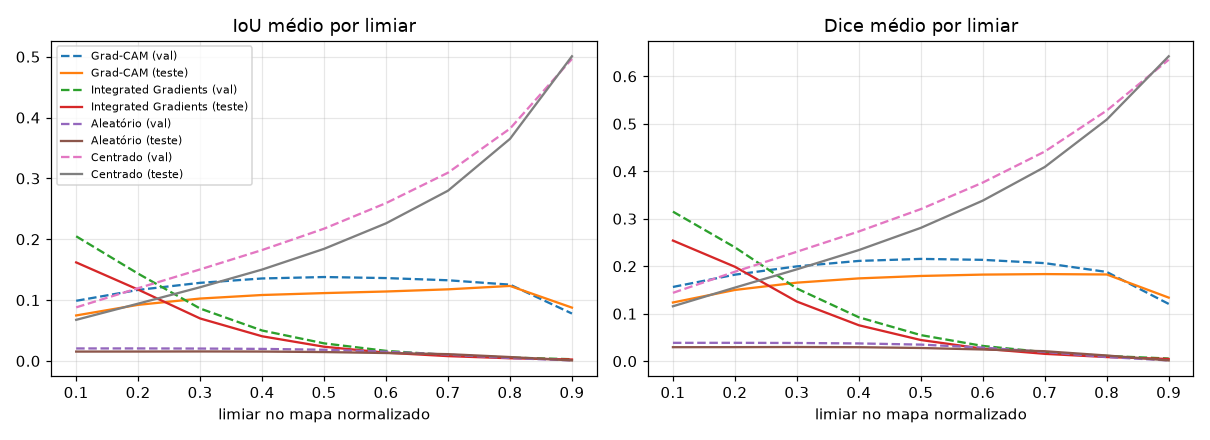 IoU médio por limiar
0.5
0.4
0.3
0.2
0.1
0.0
Grad-CAM (val)
Grad-CAM (teste)
Integrated Gradients (val)
Integrated Gradients (teste)
Aleatório (val)
Aleatório (teste)
Centrado (val)
Centrado (teste)
0.1 0.2 0.3 0.4 0.5 0.6 0.7 0.8 0.9
limiar no mapa normalizado
Dice médio por limiar
0.6
0.5
0.4
0.3
0.2
0.1
0.0
0.1 0.2 0.3 0.4 0.5 0.6 0.7 0.8 0.9
limiar no mapa normalizado